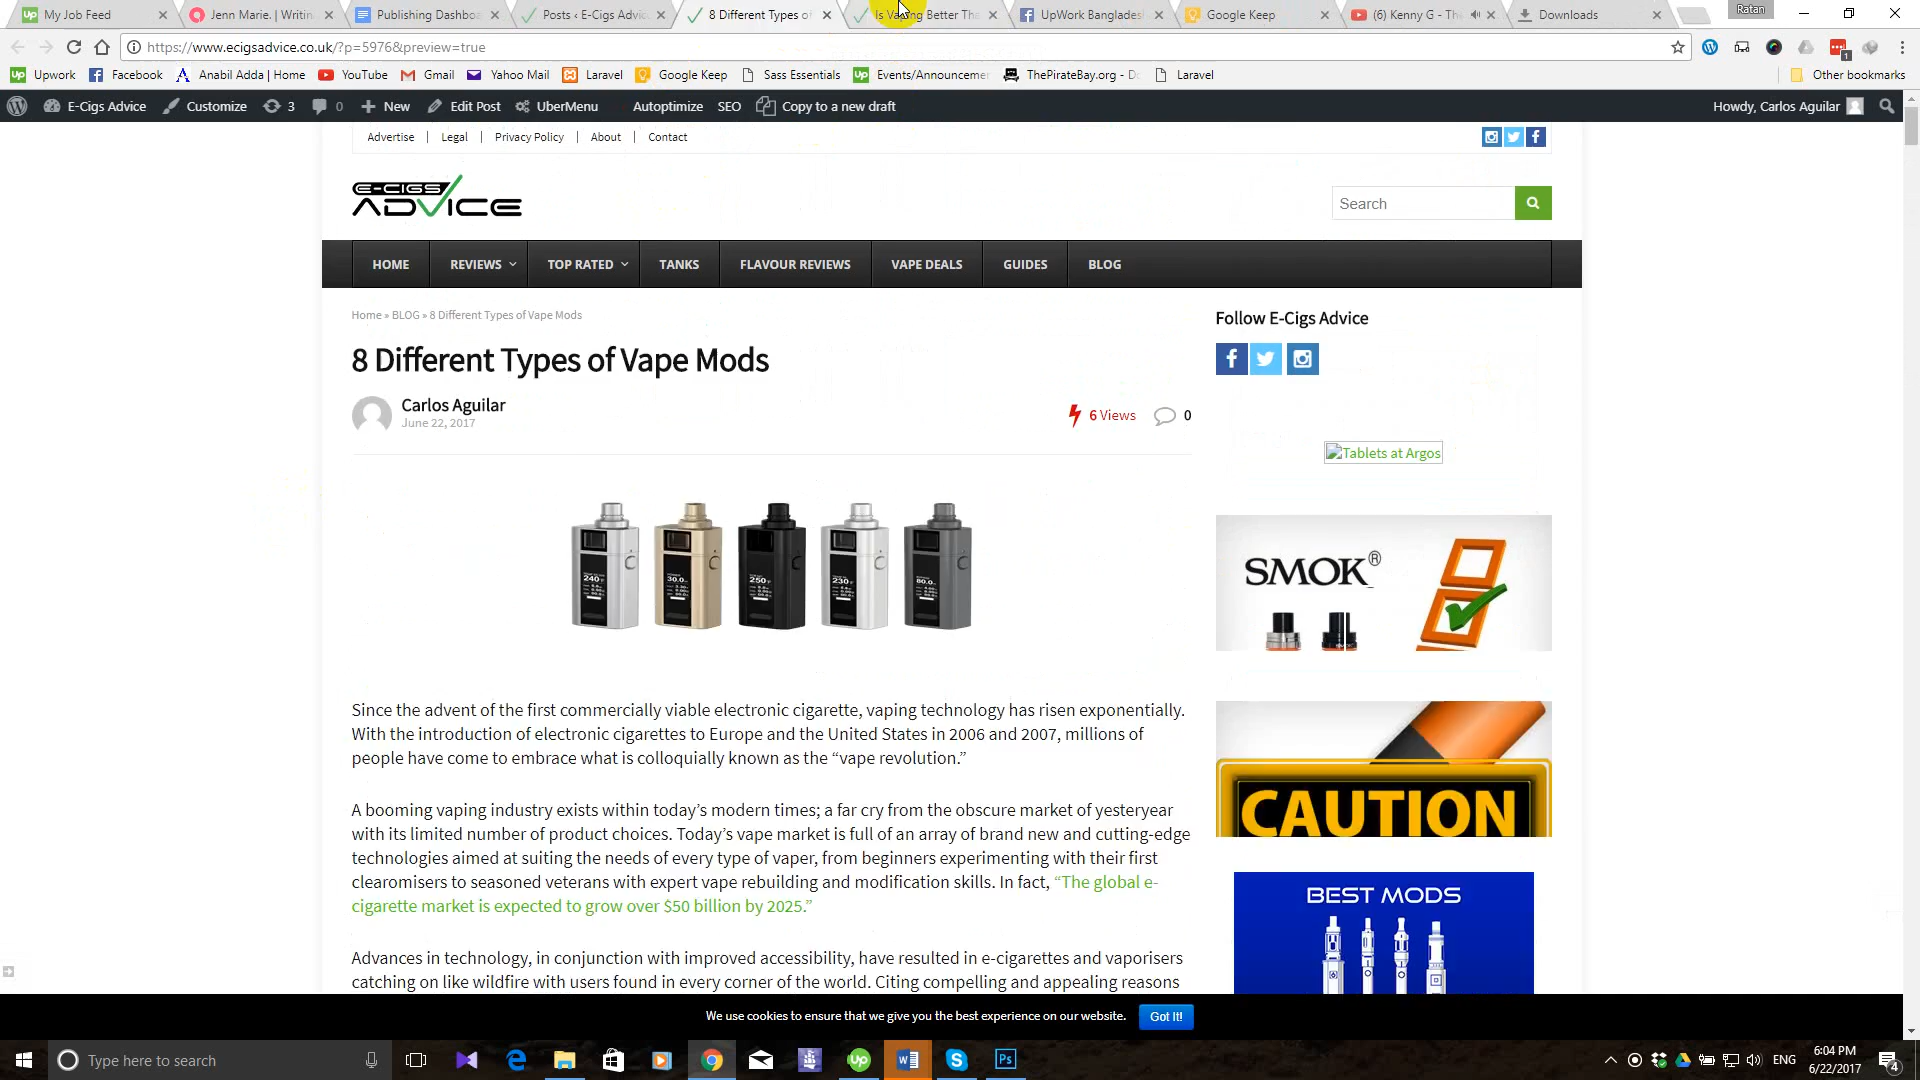 My Job Feed
Jenn Marie. | Writin
Publishing Dashboa
Posts ‹ E-Cigs Advic
8 Different Types of
Is Vaping Better Tha
UpWork Banglades
Google Keep
(6) Kenny G - The
Downloads
Ratan
https://www.ecigsadvice.co.uk/?p=5976&preview=true
Upwork
Facebook
Anabil Adda | Home
YouTube
Gmail
Yahoo Mail
Laravel
Google Keep
Sass Essentials
Events/Announceme
ThePirateBay.org - Do
Laravel
Other bookmarks
E-Cigs Advice
Customize
3
0
New
Edit Post
UberMenu
Autoptimize
SEO
Copy to a new draft
Howdy, Carlos Aguilar
Advertise | Legal | Privacy Policy | About | Contact
E-CIGS
ADVICE
Search
HOME
REVIEWS
TOP RATED
TANKS
FLAVOUR REVIEWS
VAPE DEALS
GUIDES
BLOG
Home » BLOG » 8 Different Types of Vape Mods
8 Different Types of Vape Mods
Carlos Aguilar
June 22, 2017
6 Views
0
Follow E-Cigs Advice
Tablets at Argos
240
30.0
250
230
80.0
SMOK®
Since the advent of the first commercially viable electronic cigarette, vaping technology has risen exponentially.
With the introduction of electronic cigarettes to Europe and the United States in 2006 and 2007, millions of
people have come to embrace what is colloquially known as the “vape revolution.”
A booming vaping industry exists within today’s modern times; a far cry from the obscure market of yesteryear
with its limited number of product choices. Today’s vape market is full of an array of brand new and cutting-edge
technologies aimed at suiting the needs of every type of vaper, from beginners experimenting with their first
clearomisers to seasoned veterans with expert vape rebuilding and modification skills. In fact, “The global e-
cigarette market is expected to grow over $50 billion by 2025.”
Advances in technology, in conjunction with improved accessibility, have resulted in e-cigarettes and vaporisers
catching on like wildfire with users found in every corner of the world. Citing compelling and appealing reasons
CAUTION
BEST MODS
We use cookies to ensure that we give you the best experience on our website.
Got It!
Type here to search
ENG
6:04 PM
6/22/2017
4